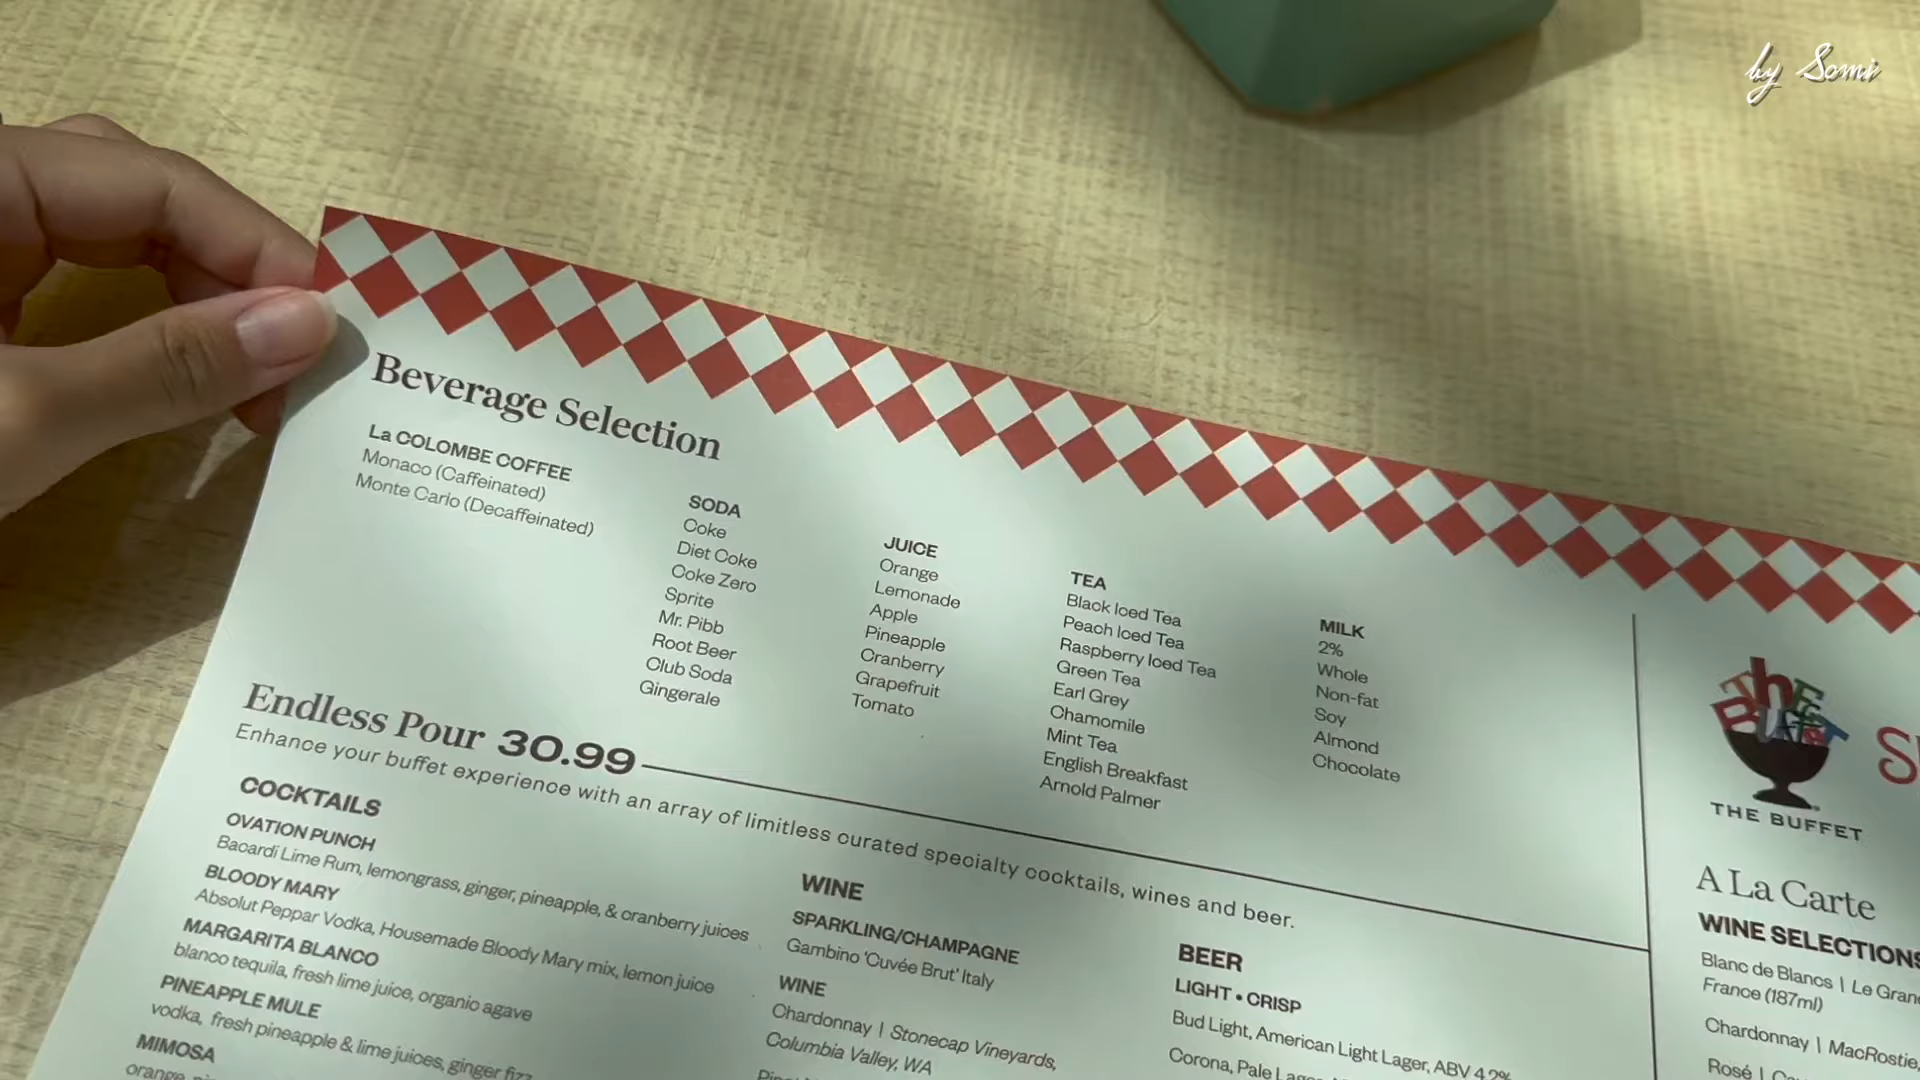 by Somi
Beverage Selection
La COLOMBE COFFEE
Monaco (Caffeinated)
Monte Carlo (Decaffeinated)
SODA
Coke
Diet Coke
Coke Zero
Sprite
Mr. Pibb
Root Beer
Club Soda
Gingerale
JUICE
Orange
Lemonade
Apple
Pineapple
Cranberry
Grapefruit
Tomato
TEA
Black Iced Tea
Peach Iced Tea
Raspberry Iced Tea
Green Tea
Earl Grey
Chamomile
Mint Tea
English Breakfast
Arnold Palmer
MILK
2%
Whole
Non-fat
Soy
Almond
Chocolate
Endless Pour 30.99
Enhance your buffet experience with an array of limitless curated specialty cocktails, wines and beer.
COCKTAILS
OVATION PUNCH
Bacardi Lime Rum, lemongrass, ginger, pineapple, & cranberry juices
BLOODY MARY
Absolut Peppar Vodka, Housemade Bloody Mary mix, lemon juice
MARGARITA BLANCO
blanco tequila, fresh lime juice, organic agave
PINEAPPLE MULE
vodka, fresh pineapple & lime juices, ginger fizz
MIMOSA
orange,
WINE
SPARKLING/CHAMPAGNE
Gambino 'Cuvée Brut' Italy
WINE
Chardonnay | Stonecap Vineyards,
Columbia Valley, WA
BEER
LIGHT • CRISP
Bud Light, American Light Lager, ABV 4.2%
Corona, Pale Lager,
THE BUFFET
THE BUFFET
A La Carte
WINE SELECTIONS
Blanc de Blancs | Le Gran
France (187ml)
Chardonnay | MacRostie,
Rosé |